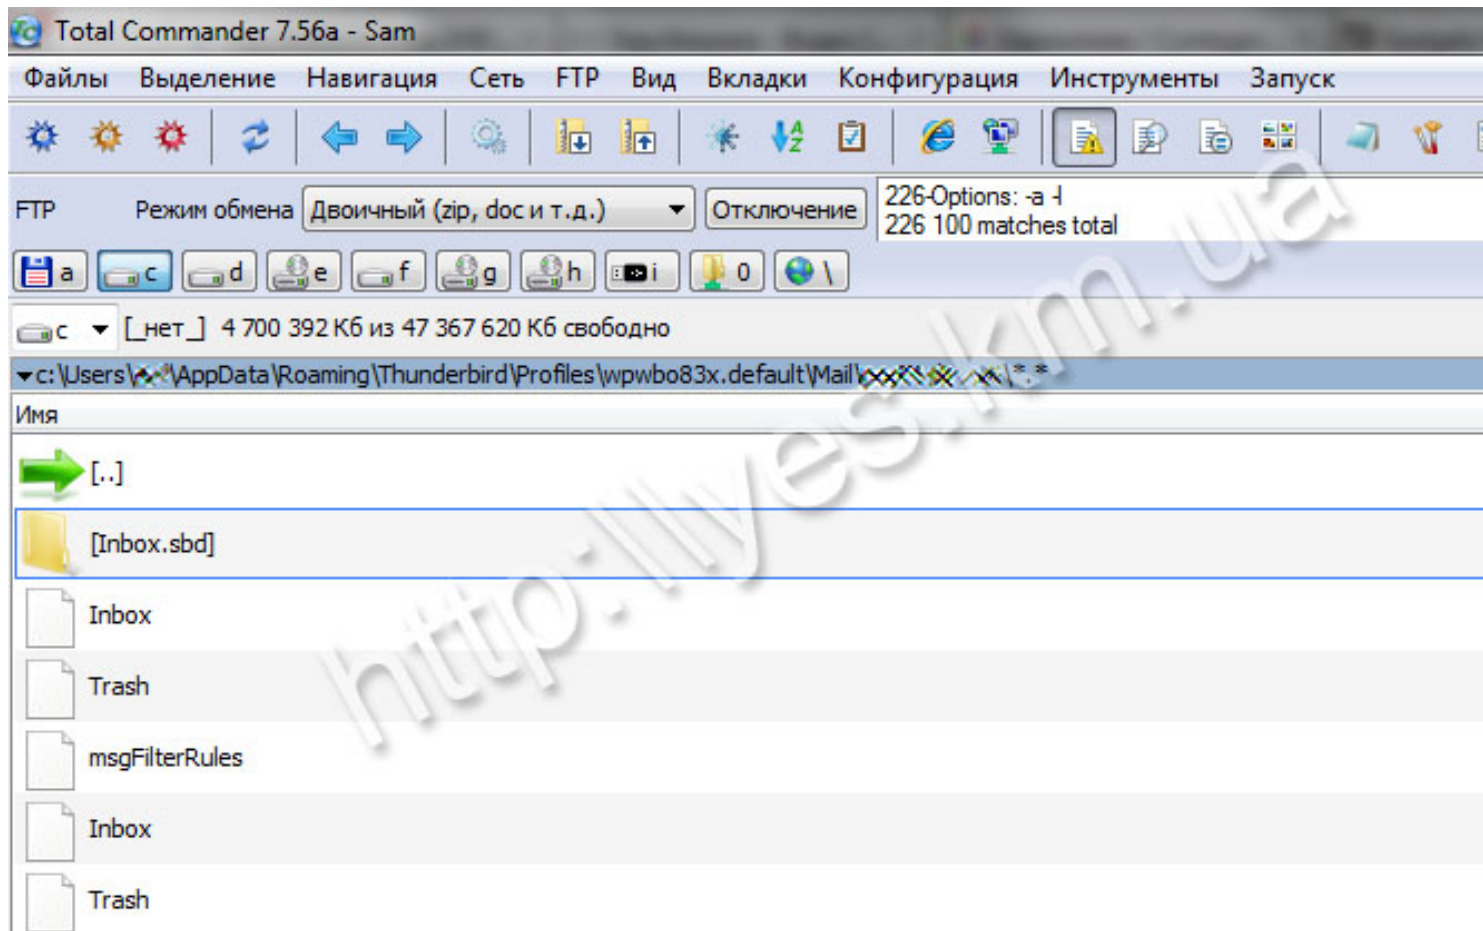 Total Commander 7.56a - Sam
Файлы Выделение Навигация Сеть FTP Вид Вкладки Конфигурация Инструменты Запуск
FTP Режим обмена Двоичный (zip, doc и т.д.) Отключение
226-Options: -a -l
226 100 matches total
a c d e f g h i 0 \
c [_нет_] 4 700 392 Кб из 47 367 620 Кб свободно
c:\Users\ \AppData\Roaming\Thunderbird\Profiles\wpwbo83x.default\Mail\ \*.*
Имя
[..]
[Inbox.sbd]
Inbox
Trash
msgFilterRules
Inbox
Trash
http://yes.km.ua